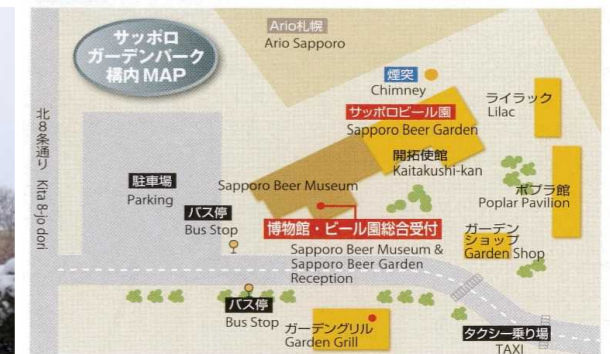 サッポロ
ガーデンパーク
構内 MAP
Ario札幌
Ario Sapporo
煙突
Chimney
サッポロビール園
Sapporo Beer Garden
開拓使館
Kaitakushi-kan
ライラック
Lilac
ポプラ館
Poplar Pavilion
北8条通り Kita 8-jo dori
駐車場
Parking
Sapporo Beer Museum
バス停
Bus Stop
博物館・ビール園総合受付
Sapporo Beer Museum &
Sapporo Beer Garden
Reception
ガーデン
ショップ
Garden Shop
バス停
Bus Stop
ガーデングリル
Garden Grill
タクシー乗り場
TAXI